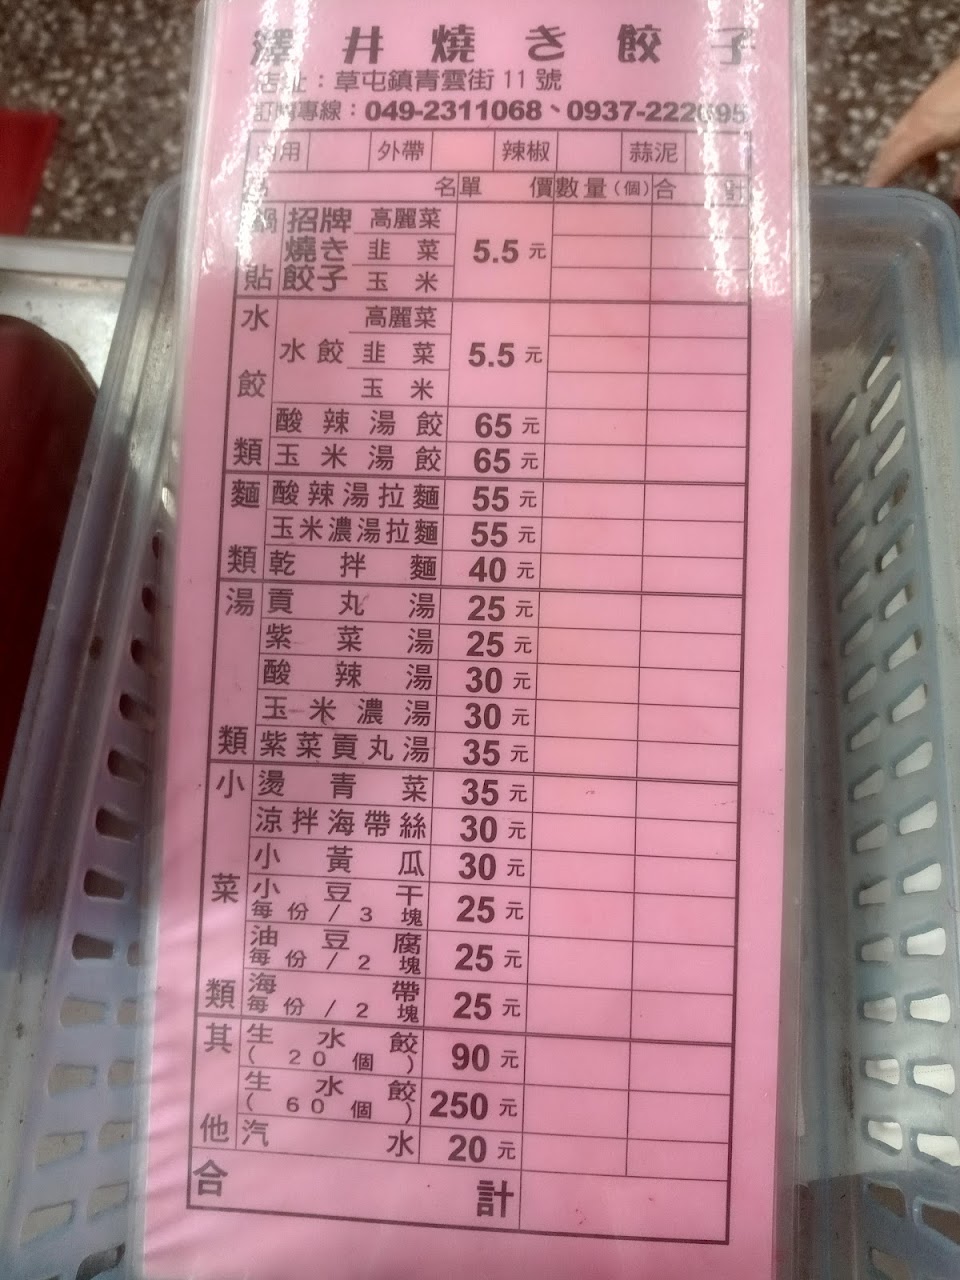 澤井燒き餃子
店址：草屯鎮青雲街11號
訂購專線：049-2311068、0937-222695
內用 外帶 辣椒 蒜泥
品名 單價 數量(個) 合計
鍋貼 招牌燒き餃子 高麗菜 5.5元
韭菜
玉米
水餃類 水餃 高麗菜 5.5元
韭菜
玉米
酸辣湯餃 65元
玉米湯餃 65元
麵類 酸辣湯拉麵 55元
玉米濃湯拉麵 55元
乾拌麵 40元
湯類 貢丸湯 25元
紫菜湯 25元
酸辣湯 30元
玉米濃湯 30元
紫菜貢丸湯 35元
小菜類 燙青菜 35元
涼拌海帶絲 30元
小黃瓜 30元
小豆干 每份/3塊 25元
油豆腐 每份/2塊 25元
海帶 每份/2塊 25元
其他 生水餃(20個) 90元
生水餃(60個) 250元
汽水 20元
合計